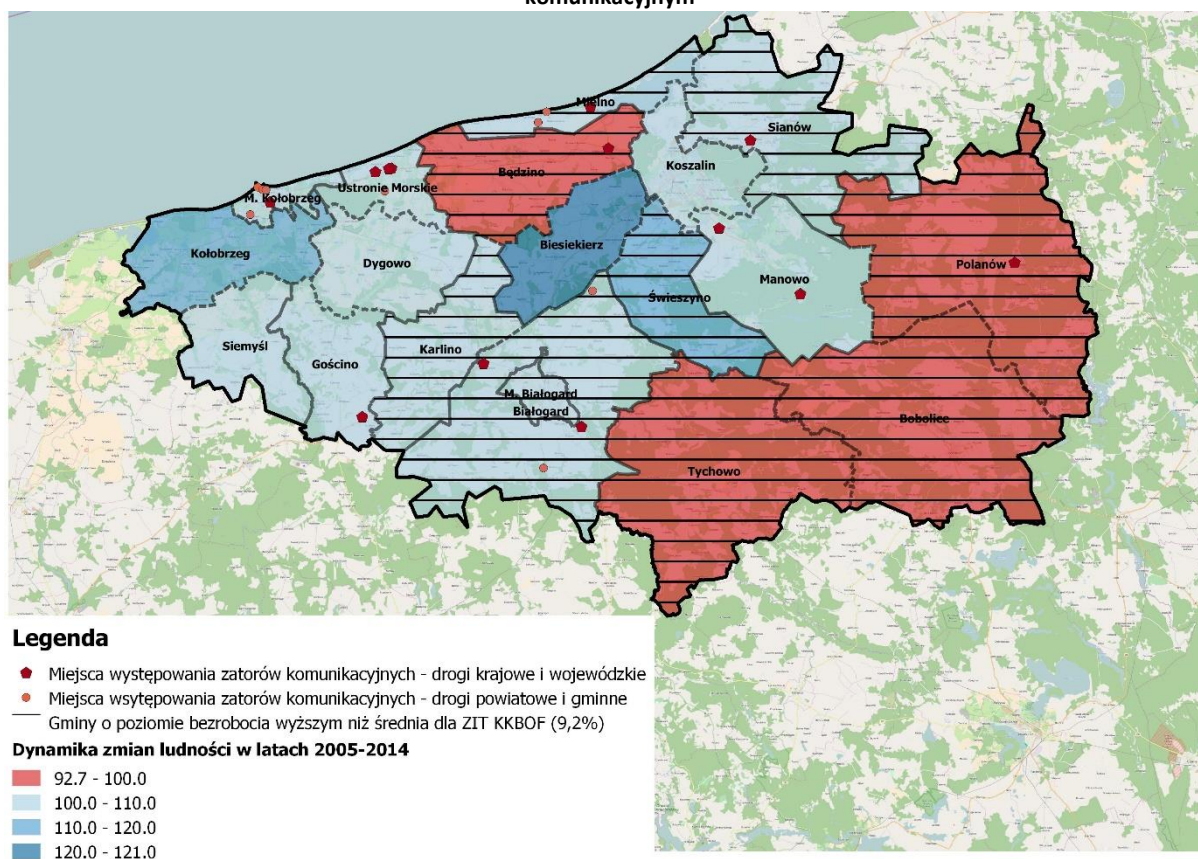 komunikacyjnym
Mielno
Sianów
Będzino
Koszalin
Ustronie Morskie
M. Kołobrzeg
Biesiekierz
Kołobrzeg
Dygowo
Polanów
Manowo
Świeszyno
Siemyśl
Karlino
Gościno
M. Białogard
Białogard
Bobolice
Tychowo
Legenda
Miejsca występowania zatorów komunikacyjnych - drogi krajowe i wojewódzkie
Miejsca wsytępowania zatorów komunikacyjnych - drogi powiatowe i gminne
Gminy o poziomie bezrobocia wyższym niż średnia dla ZIT KKBOF (9,2%)
Dynamika zmian ludności w latach 2005-2014
92.7 - 100.0
100.0 - 110.0
110.0 - 120.0
120.0 - 121.0